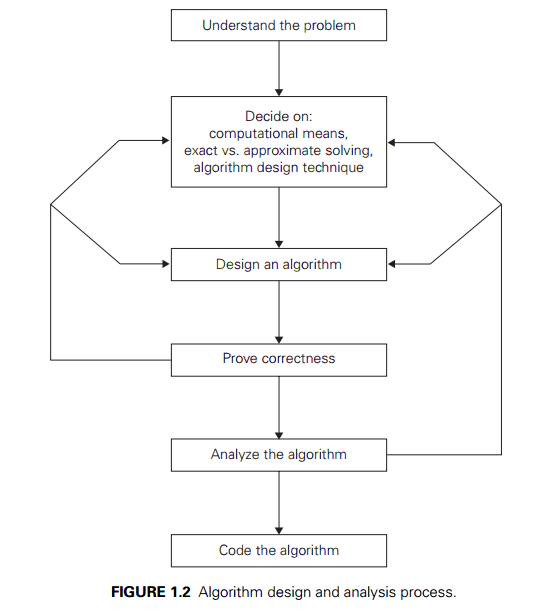 Understand the problem
Decide on:
computational means,
exact vs. approximate solving,
algorithm design technique
Design an algorithm
Prove correctness
Analyze the algorithm
Code the algorithm
FIGURE 1.2 Algorithm design and analysis process.